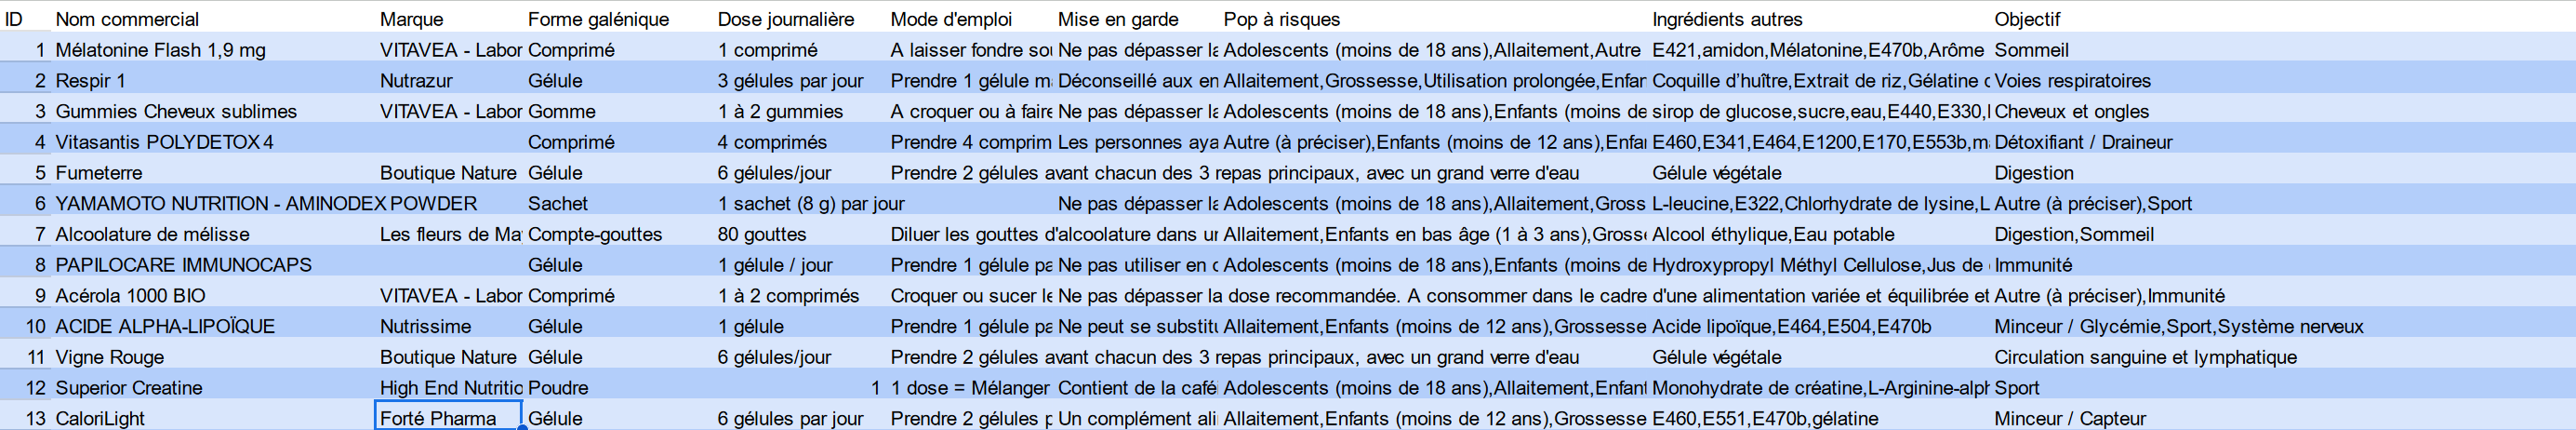 ID Nom commercial Marque Forme galénique Dose journalière Mode d'emploi Mise en garde Pop à risques Ingrédients autres Objectif
1 Mélatonine Flash 1,9 mg VITAVEA - Labor Comprimé 1 comprimé A laisser fondre sou Ne pas dépasser la Adolescents (moins de 18 ans),Allaitement,Autre E421,amidon,Mélatonine,E470b,Arôme Sommeil
2 Respir 1 Nutrazur Gélule 3 gélules par jour Prendre 1 gélule ma Déconseillé aux en Allaitement,Grossesse,Utilisation prolongée,Enfan Coquille d'huître,Extrait de riz,Gélatine d Voies respiratoires
3 Gummies Cheveux sublimes VITAVEA - Labor Gomme 1 à 2 gummies A croquer ou à faire Ne pas dépasser la Adolescents (moins de 18 ans),Enfants (moins de sirop de glucose,sucre,eau,E440,E330, Cheveux et ongles
4 Vitasantis POLYDETOX 4 Comprimé 4 comprimés Prendre 4 comprim Les personnes aya Autre (à préciser),Enfants (moins de 12 ans),Enfa E460,E341,E464,E1200,E170,E553b,m Détoxifiant / Draineur
5 Fumeterre Boutique Nature Gélule 6 gélules/jour Prendre 2 gélules avant chacun des 3 repas principaux, avec un grand verre d'eau Gélule végétale Digestion
6 YAMAMOTO NUTRITION - AMINODEX POWDER Sachet 1 sachet (8 g) par jour Ne pas dépasser la Adolescents (moins de 18 ans),Allaitement,Gross L-leucine,E322,Chlorhydrate de lysine,L Autre (à préciser),Sport
7 Alcoolature de mélisse Les fleurs de Ma Compte-gouttes 80 gouttes Diluer les gouttes d'alcoolature dans un Allaitement,Enfants en bas âge (1 à 3 ans),Gross Alcool éthylique,Eau potable Digestion,Sommeil
8 PAPILOCARE IMMUNOCAPS Gélule 1 gélule / jour Prendre 1 gélule pa Ne pas utiliser en c Adolescents (moins de 18 ans),Enfants (moins de Hydroxypropyl Méthyl Cellulose,Jus de Immunité
9 Acérola 1000 BIO VITAVEA - Labor Comprimé 1 à 2 comprimés Croquer ou sucer le Ne pas dépasser la dose recommandée. A consommer dans le cadre d'une alimentation variée et équilibrée et Autre (à préciser),Immunité
10 ACIDE ALPHA-LIPOÏQUE Nutrissime Gélule 1 gélule Prendre 1 gélule pa Ne peut se substitu Allaitement,Enfants (moins de 12 ans),Grossesse Acide lipoïque,E464,E504,E470b Minceur / Glycémie,Sport,Système nerveux
11 Vigne Rouge Boutique Nature Gélule 6 gélules/jour Prendre 2 gélules avant chacun des 3 repas principaux, avec un grand verre d'eau Gélule végétale Circulation sanguine et lymphatique
12 Superior Creatine High End Nutritio Poudre 1 1 dose = Mélanger Contient de la café Adolescents (moins de 18 ans),Allaitement,Enfant Monohydrate de créatine,L-Arginine-alph Sport
13 CaloriLight Forté Pharma Gélule 6 gélules par jour Prendre 2 gélules p Un complément ali Allaitement,Enfants (moins de 12 ans),Grossesse E460,E551,E470b,gélatine Minceur / Capteur